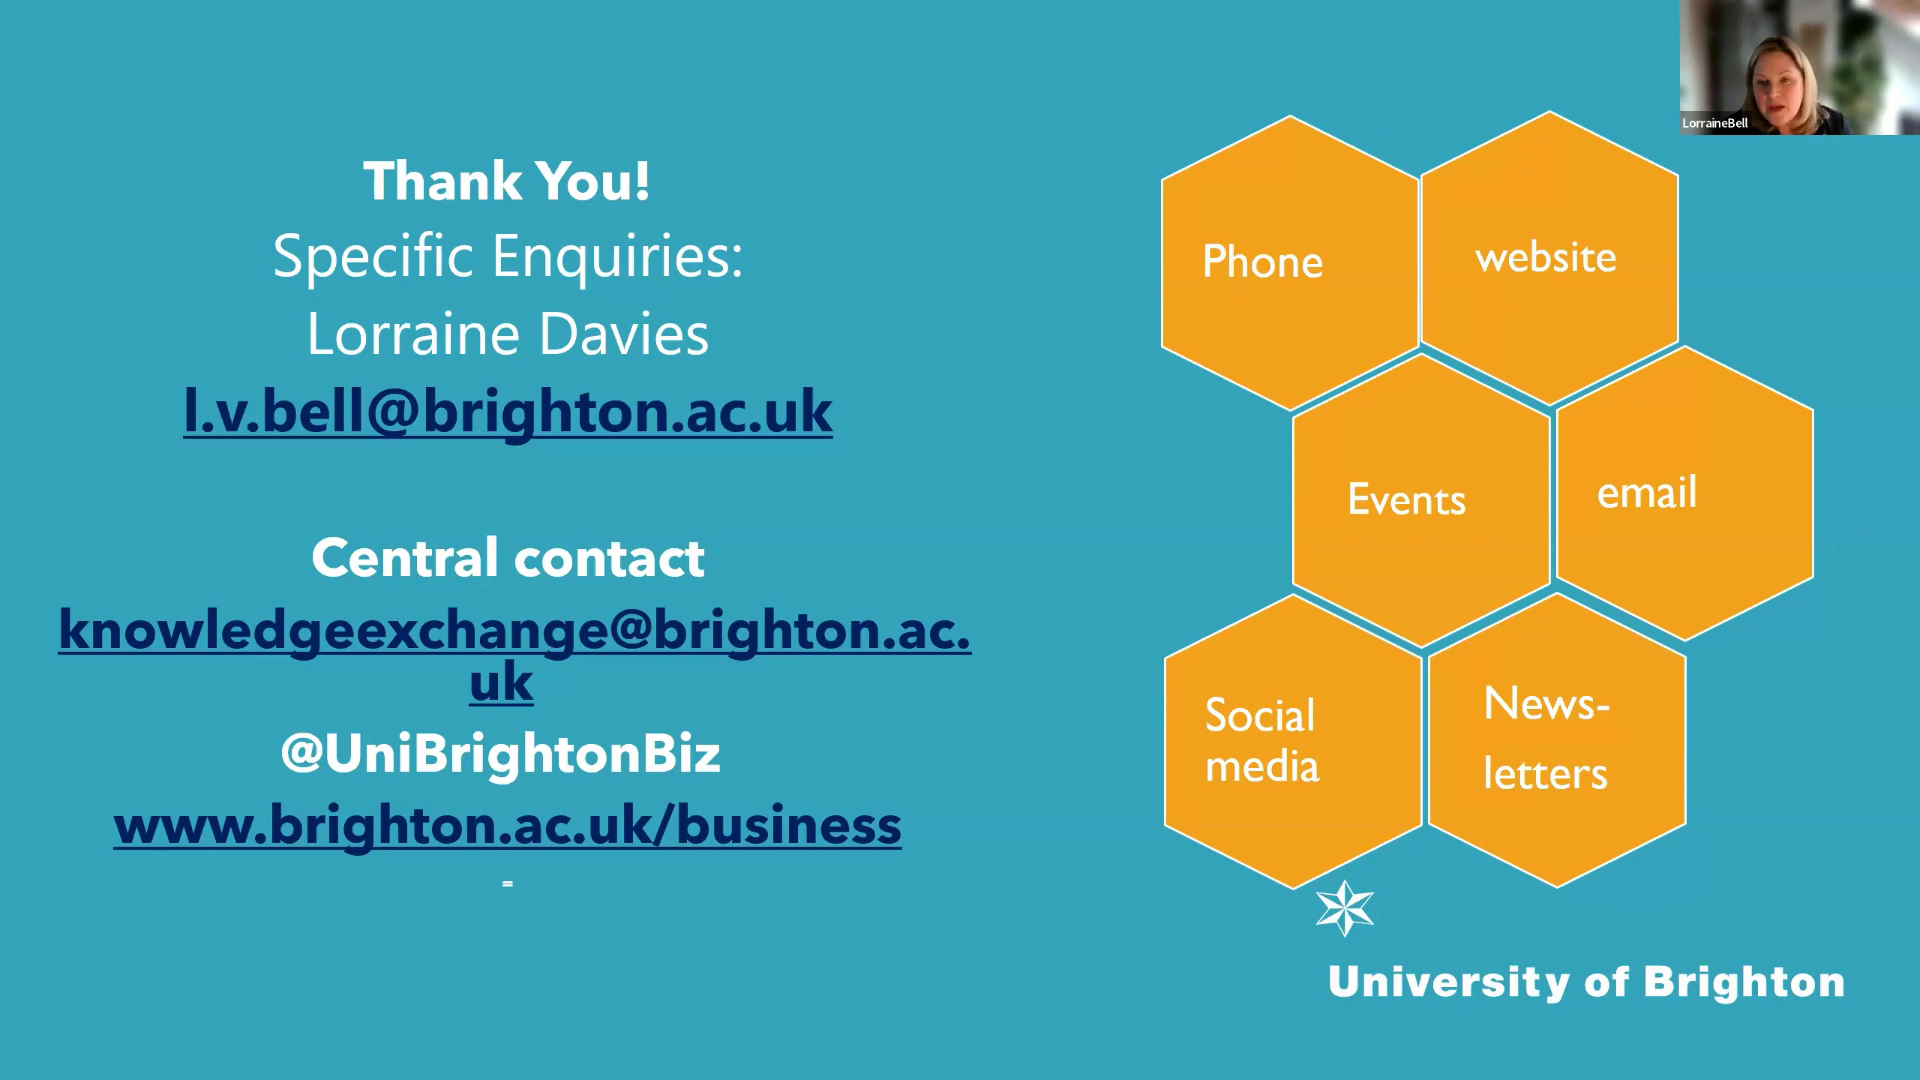 Thank You!
Specific Enquiries:
Lorraine Davies
l.v.bell@brighton.ac.uk
Central contact
knowledgeexchange@brighton.ac.
uk
@UniBrightonBiz
www.brighton.ac.uk/business
Phone
website
Events
email
Social
media
News-
letters
University of Brighton
LorraineBell